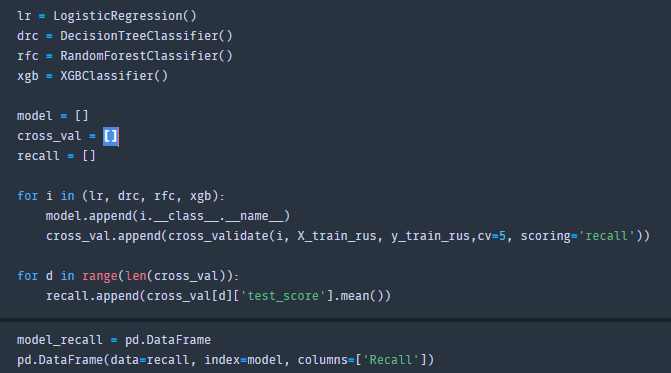 lr = LogisticRegression()
drc = DecisionTreeClassifier()
rfc = RandomForestClassifier()
xgb = XGBClassifier()
model = []
cross_val = []
recall = []
for i in (lr, drc, rfc, xgb):
    model.append(i.__class__.__name__)
    cross_val.append(cross_validate(i, X_train_rus, y_train_rus,cv=5, scoring='recall'))
for d in range(len(cross_val)):
    recall.append(cross_val[d]['test_score'].mean())
model_recall = pd.DataFrame
pd.DataFrame(data=recall, index=model, columns=['Recall'])